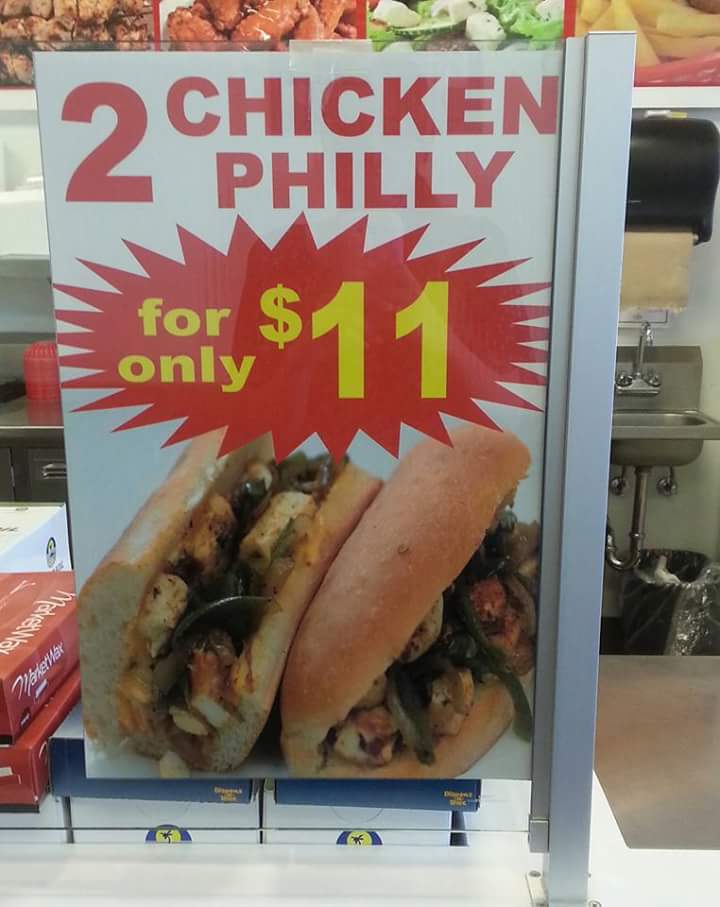 2 CHICKEN
PHILLY
for only $11
MarketWax
MarketWax